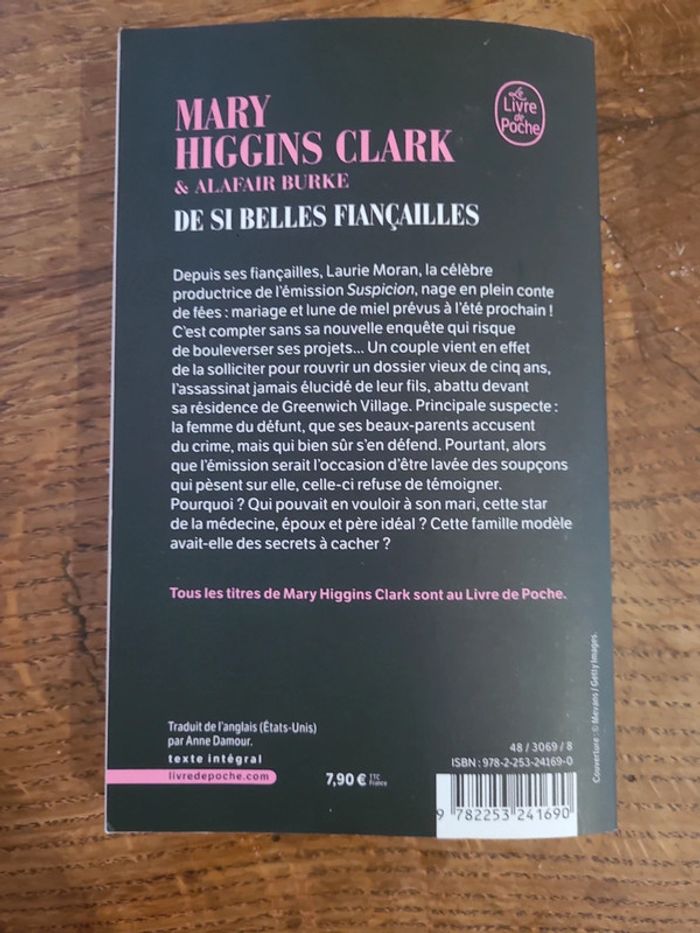 MARY
HIGGINS CLARK
& ALAFAIR BURKE
DE SI BELLES FIANÇAILLES
Le
Livre
de
Poche
Depuis ses fiançailles, Laurie Moran, la célèbre
productrice de l'émission Suspicion, nage en plein conte
de fées : mariage et lune de miel prévus à l'été prochain !
C'est compter sans sa nouvelle enquête qui risque
de bouleverser ses projets... Un couple vient en effet
de la solliciter pour rouvrir un dossier vieux de cinq ans,
l'assassinat jamais élucidé de leur fils, abattu devant
sa résidence de Greenwich Village. Principale suspecte :
la femme du défunt, que ses beaux-parents accusent
du crime, mais qui bien sûr s'en défend. Pourtant, alors
que l'émission serait l'occasion d'être lavée des soupçons
qui pèsent sur elle, celle-ci refuse de témoigner.
Pourquoi ? Qui pouvait en vouloir à son mari, cette star
de la médecine, époux et père idéal ? Cette famille modèle
avait-elle des secrets à cacher ?
Tous les titres de Mary Higgins Clark sont au Livre de Poche.
Traduit de l'anglais (États-Unis)
par Anne Damour.
texte intégral
livredepoche.com
7,90 € TTC
France
48 / 3069 / 8
ISBN : 978-2-253-24169-0
9 782253 241690
Couverture : © Mevans / Getty Images.